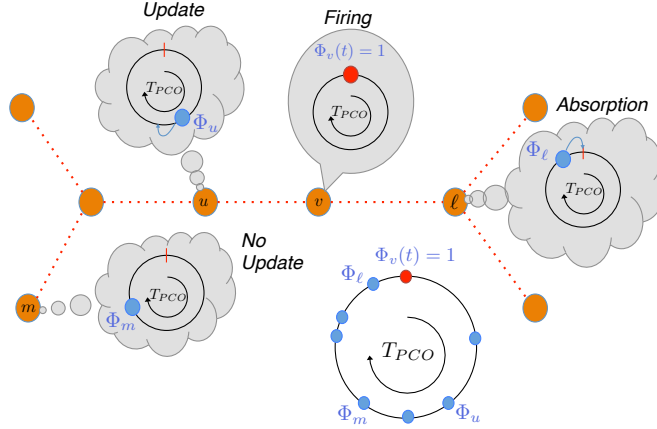 Update
Firing
Φ_v(t) = 1
T_PCO
Φ_u
T_PCO
Absorption
Φ_ℓ
T_PCO
u
v
ℓ
No
Update
T_PCO
Φ_m
m
Φ_v(t) = 1
Φ_ℓ
T_PCO
Φ_m
Φ_u